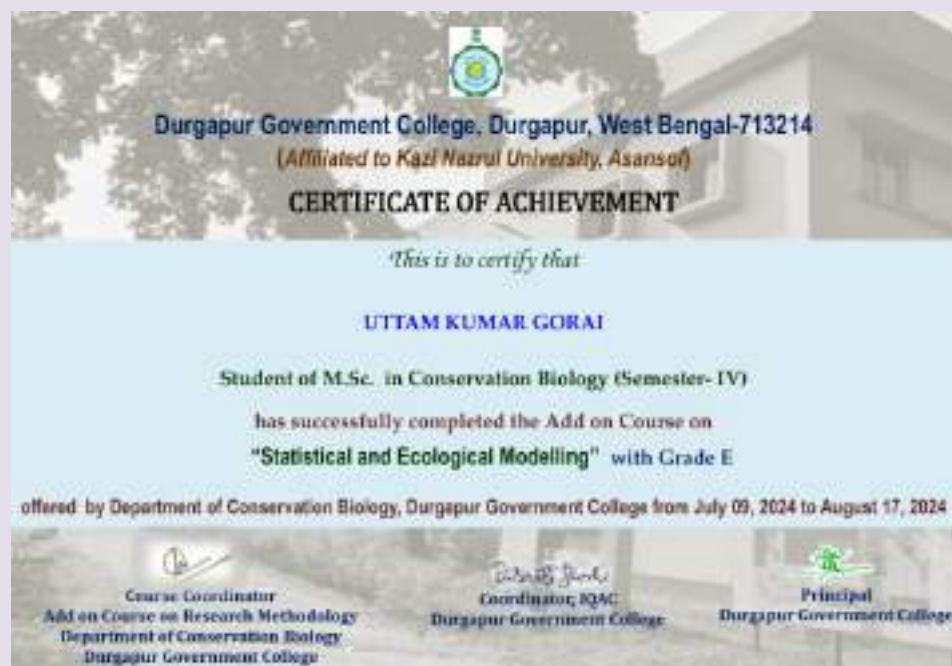 Durgapur Government College, Durgapur, West Bengal-713214
(Affiliated to Kazi Nazrul University, Asansol)
CERTIFICATE OF ACHIEVEMENT
This is to certify that
UTTAM KUMAR GORAI
Student of M.Sc. in Conservation Biology (Semester- IV)
has successfully completed the Add on Course on
"Statistical and Ecological Modelling" with Grade E
offered by Department of Conservation Biology, Durgapur Government College from July 09, 2024 to August 17, 2024
Course Coordinator
Add on Course on Research Methodology
Department of Conservation Biology
Durgapur Government College
Coordinator, IQAC
Durgapur Government College
Principal
Durgapur Government College